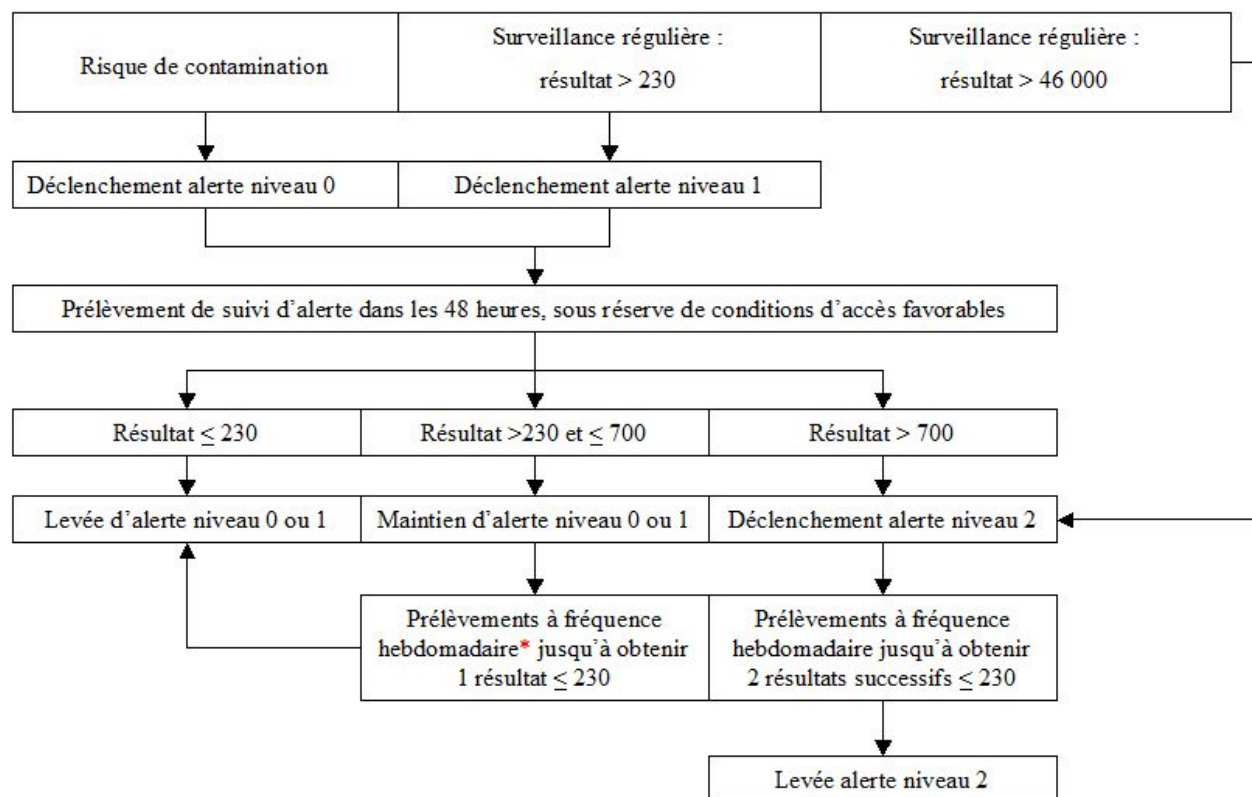 Risque de contamination
Surveillance régulière :
résultat > 230
Surveillance régulière :
résultat > 46 000
Déclenchement alerte niveau 0
Déclenchement alerte niveau 1
Prélèvement de suivi d’alerte dans les 48 heures, sous réserve de conditions d’accès favorables
Résultat ≤ 230
Résultat >230 et ≤ 700
Résultat > 700
Levée d’alerte niveau 0 ou 1
Maintien d’alerte niveau 0 ou 1
Déclenchement alerte niveau 2
Prélèvements à fréquence
hebdomadaire* jusqu’à obtenir
1 résultat ≤ 230
Prélèvements à fréquence
hebdomadaire jusqu’à obtenir
2 résultats successifs ≤ 230
Levée alerte niveau 2